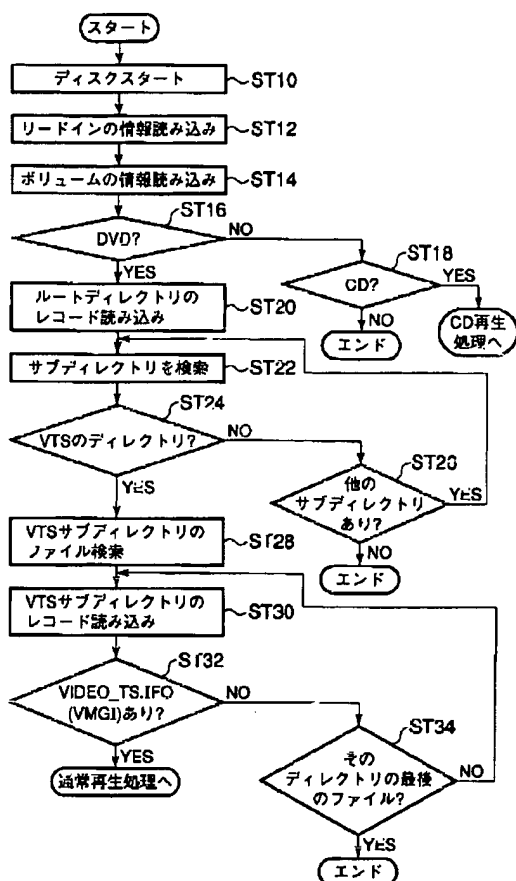 スタート
ディスクスタート
ST10
リードインの情報読み込み
ST12
ボリュームの情報読み込み
ST14
ST16
DVD?
NO
YES
ST18
CD?
YES
NO
エンド
CD再生
処理へ
ルートディレクトリの
レコード読み込み
ST20
サブディレクトリを検索
ST22
ST24
VTSのディレクトリ?
NO
YES
ST26
他の
サブディレクトリ
あり?
YES
NO
エンド
VTSサブディレクトリの
ファイル検索
ST28
VTSサブディレクトリの
レコード読み込み
ST30
ST32
VIDEO_TS.IFO
(VMGI)あり?
NO
YES
通常再生処理へ
ST34
その
ディレクトリの最後
のファイル?
NO
YES
エンド